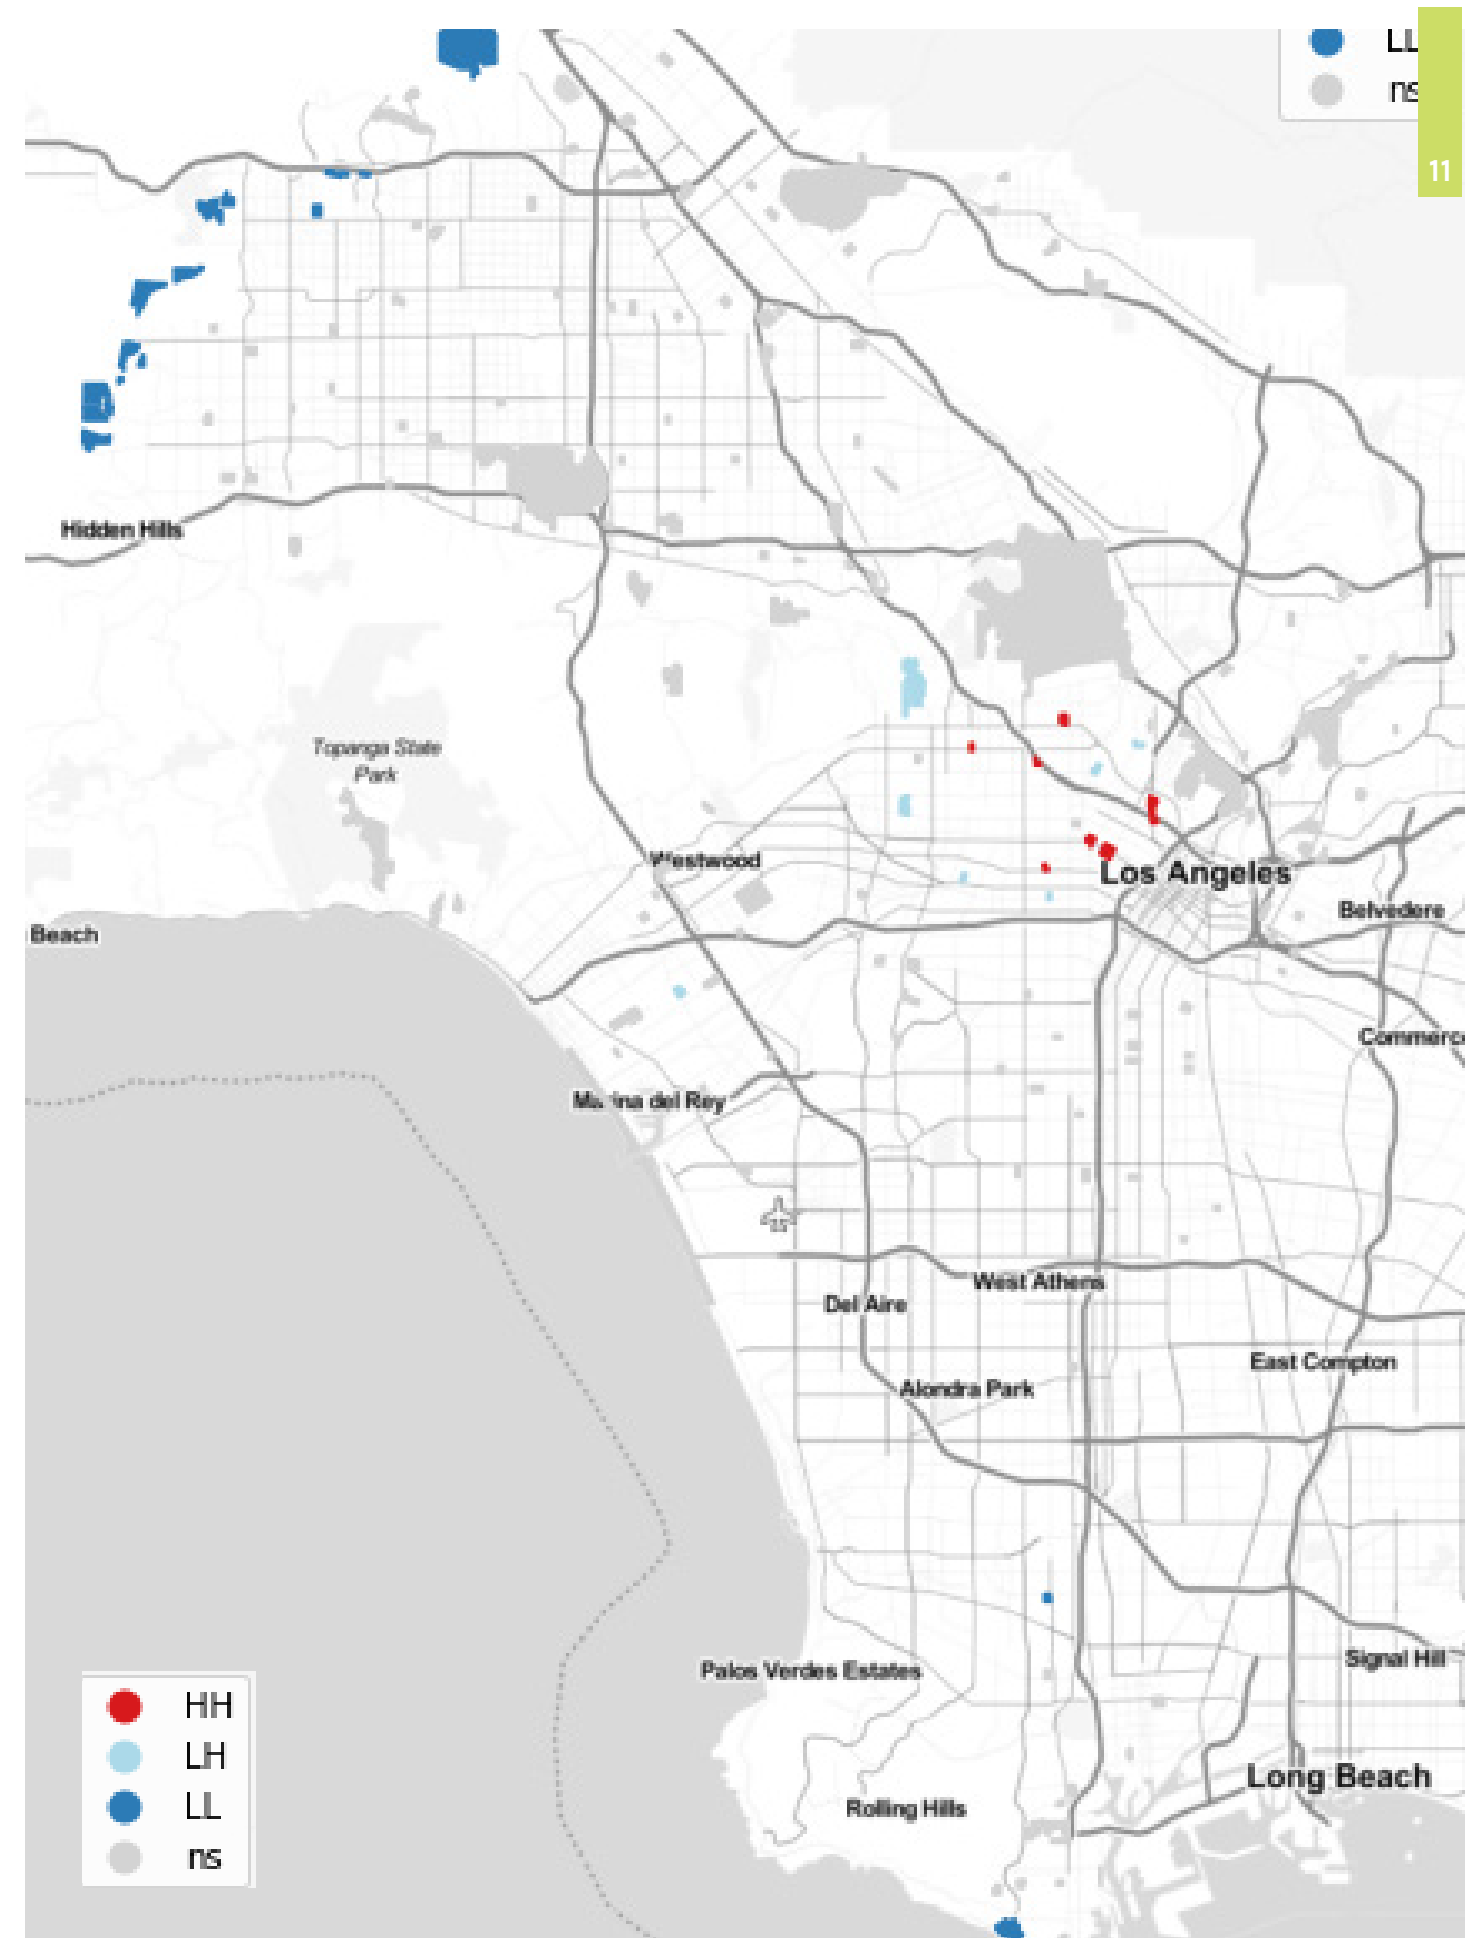 LL
ns
11
Hidden Hills
Topanga State
Park
Westwood
Los Angeles
Belvedere
Beach
Commerce
Marina del Rey
West Athens
Del Aire
East Compton
Alondra Park
Signal Hill
Palos Verdes Estates
HH
LH
LL
ns
Long Beach
Rolling Hills